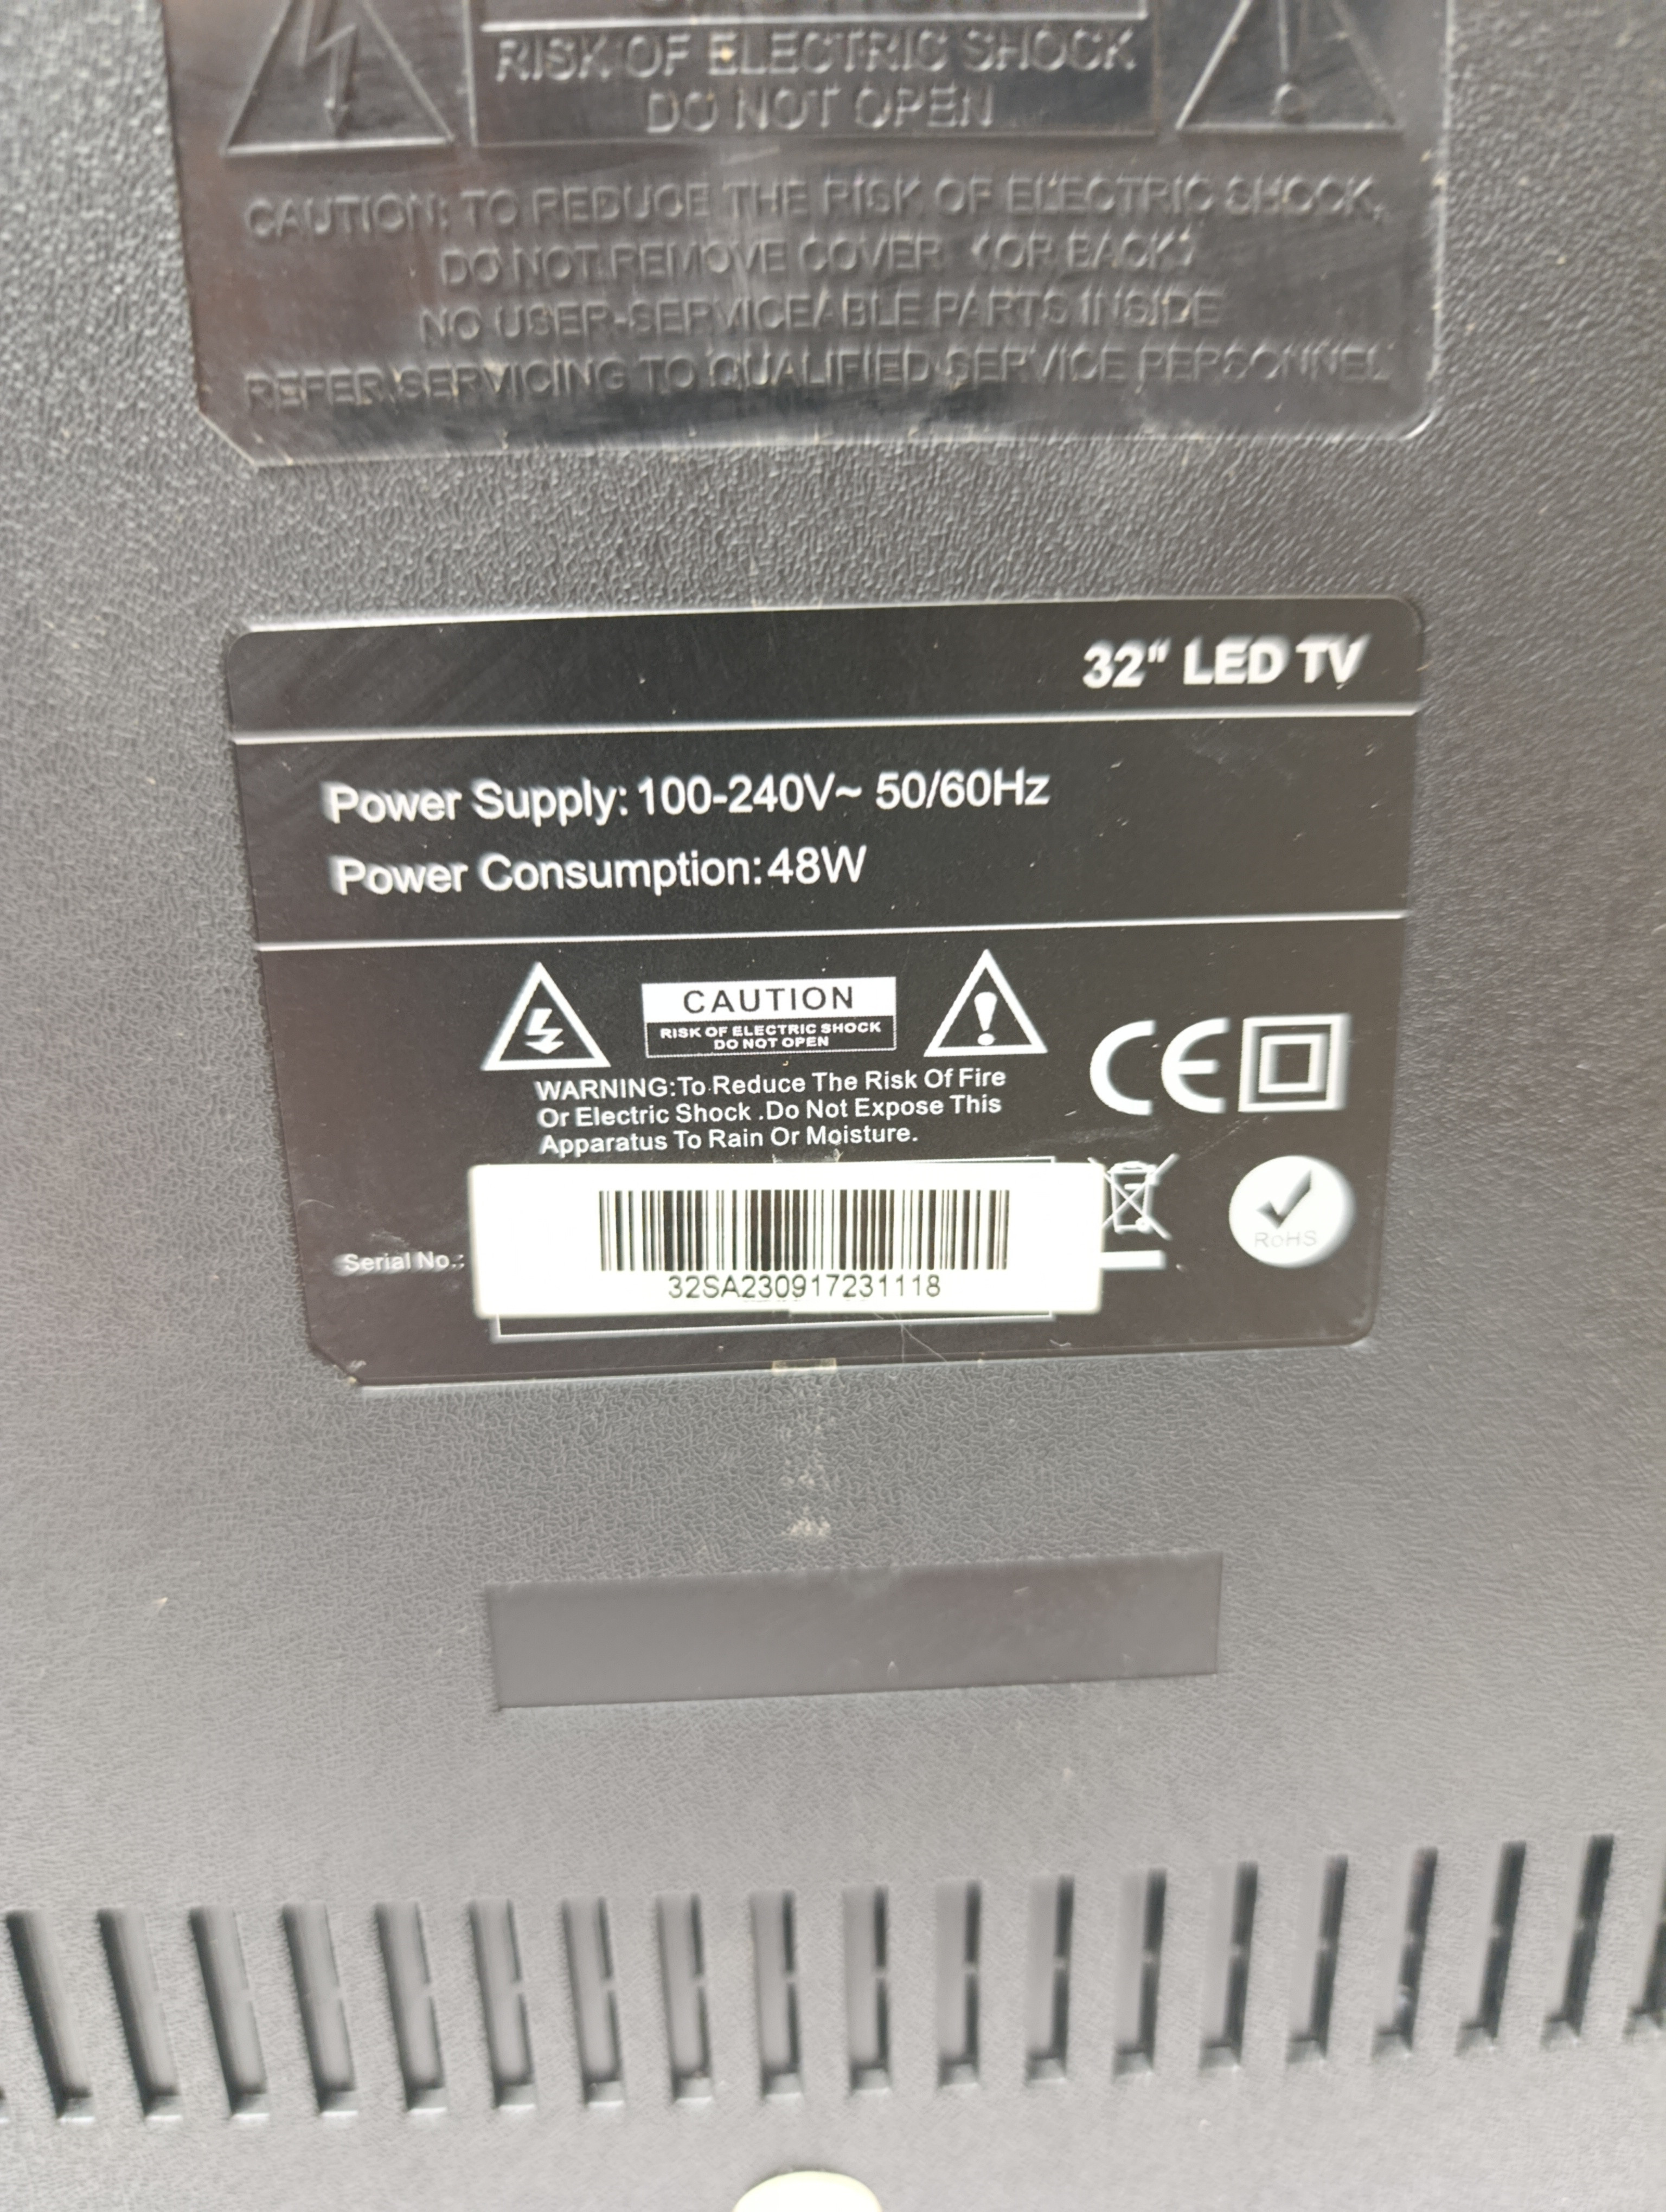 RISK OF ELECTRIC SHOCK
DO NOT OPEN
CAUTION: TO REDUCE THE RISK OF ELECTRIC SHOCK,
DO NOT REMOVE COVER (OR BACK)
NO USER-SERVICEABLE PARTS INSIDE
REFER SERVICING TO QUALIFIED SERVICE PERSONNEL
32" LED TV
Power Supply: 100-240V~ 50/60Hz
Power Consumption: 48W
CAUTION
RISK OF ELECTRIC SHOCK
DO NOT OPEN
WARNING:To Reduce The Risk Of Fire
Or Electric Shock .Do Not Expose This
Apparatus To Rain Or Moisture.
CE
RoHS
Serial No.:
32SA230917231118